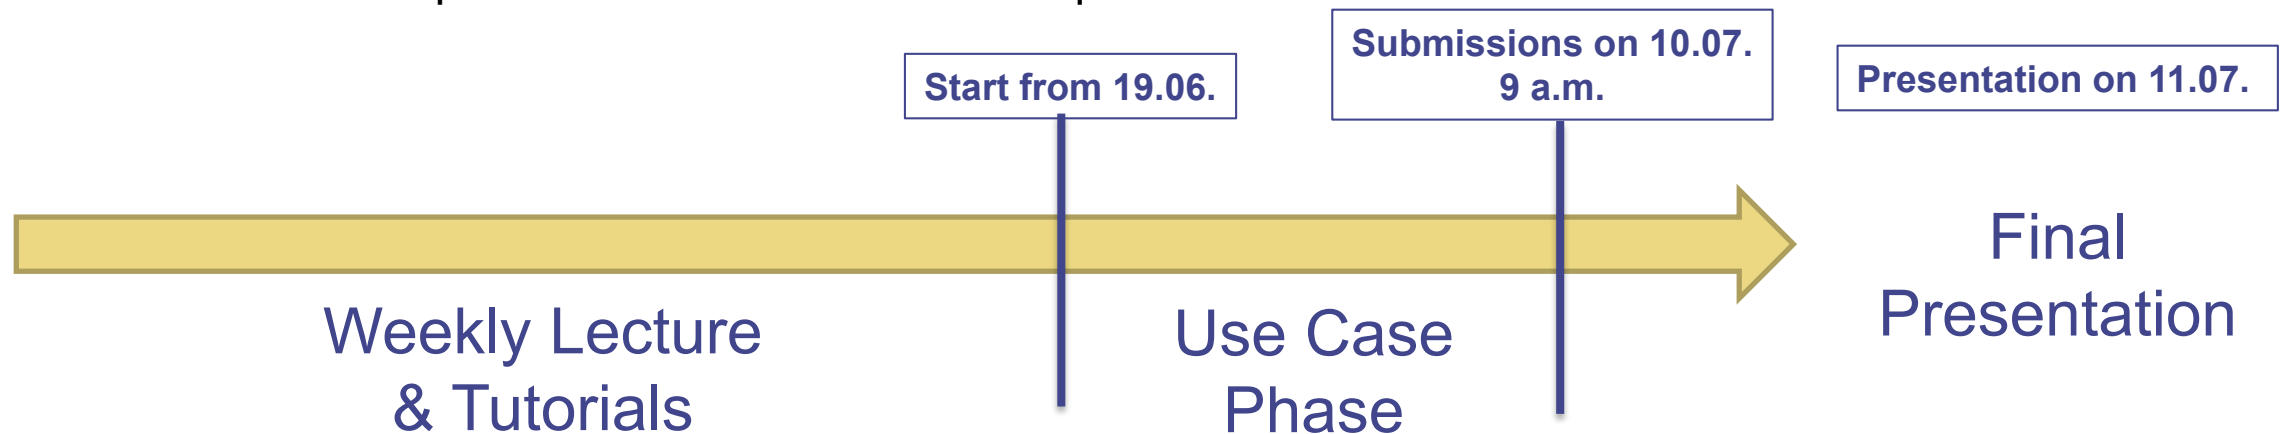 Start from 19.06.
Submissions on 10.07.
9 a.m.
Presentation on 11.07.
Weekly Lecture
& Tutorials
Use Case
Phase
Final
Presentation